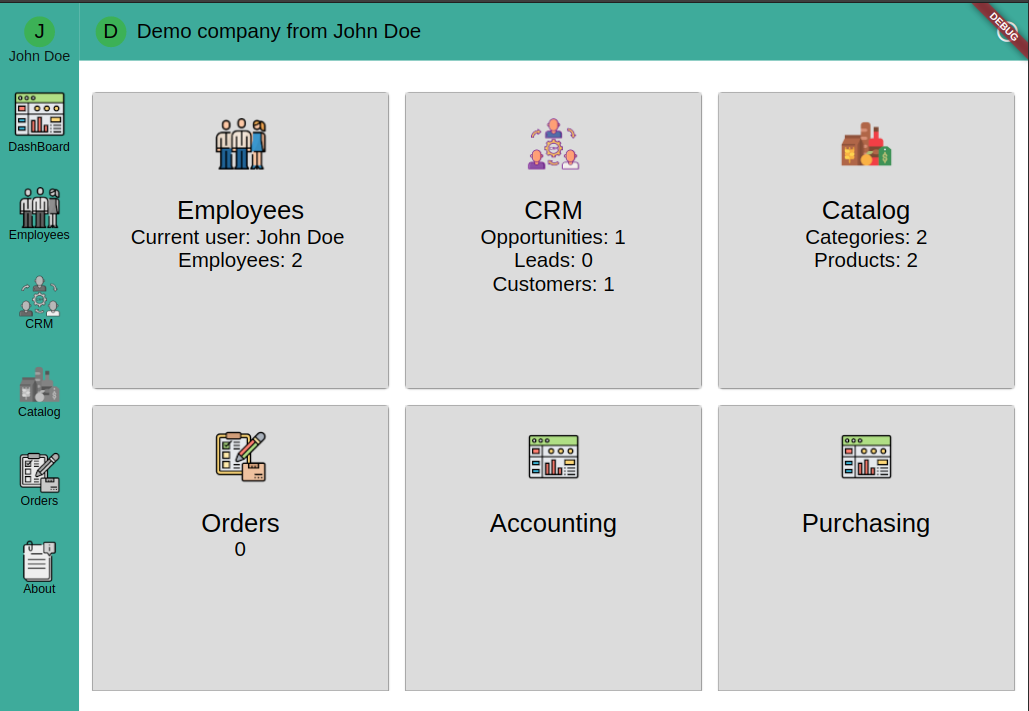 J
John Doe
D
Demo company from John Doe
DEBUG
DashBoard
Employees
CRM
Catalog
Orders
About
Employees
Current user: John Doe
Employees: 2
CRM
Opportunities: 1
Leads: 0
Customers: 1
Catalog
Categories: 2
Products: 2
Orders
0
Accounting
Purchasing